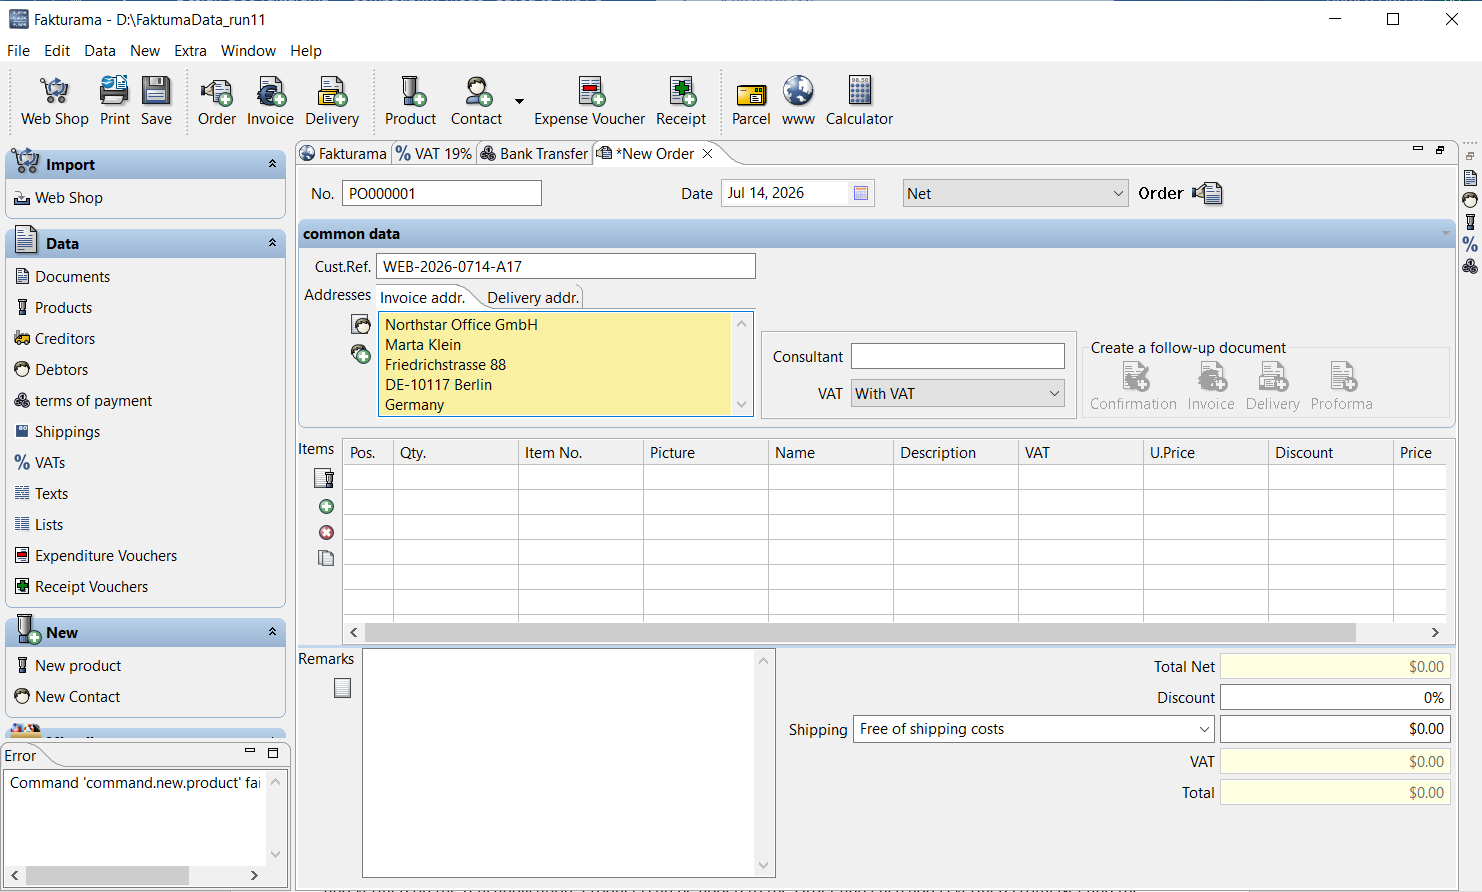 Fakturama - D:\FaktumaData_run11
File Edit Data New Extra Window Help
Web Shop Print Save Order Invoice Delivery Product Contact Expense Voucher Receipt Parcel www Calculator
Import
Web Shop
Data
Documents
Products
Creditors
Debtors
terms of payment
Shippings
VATs
Texts
Lists
Expenditure Vouchers
Receipt Vouchers
New
New product
New Contact
Error
Command 'command.new.product' fai
Fakturama VAT 19% Bank Transfer *New Order
No. PO000001 Date Jul 14, 2026 Net Order
common data
Cust.Ref. WEB-2026-0714-A17
Addresses Invoice addr. Delivery addr.
Northstar Office GmbH
Marta Klein
Friedrichstrasse 88
DE-10117 Berlin
Germany
Consultant
VAT With VAT
Create a follow-up document
Confirmation Invoice Delivery Proforma
Items Pos. Qty. Item No. Picture Name Description VAT U.Price Discount Price
Remarks
Total Net $0.00
Discount 0%
Shipping Free of shipping costs $0.00
VAT $0.00
Total $0.00